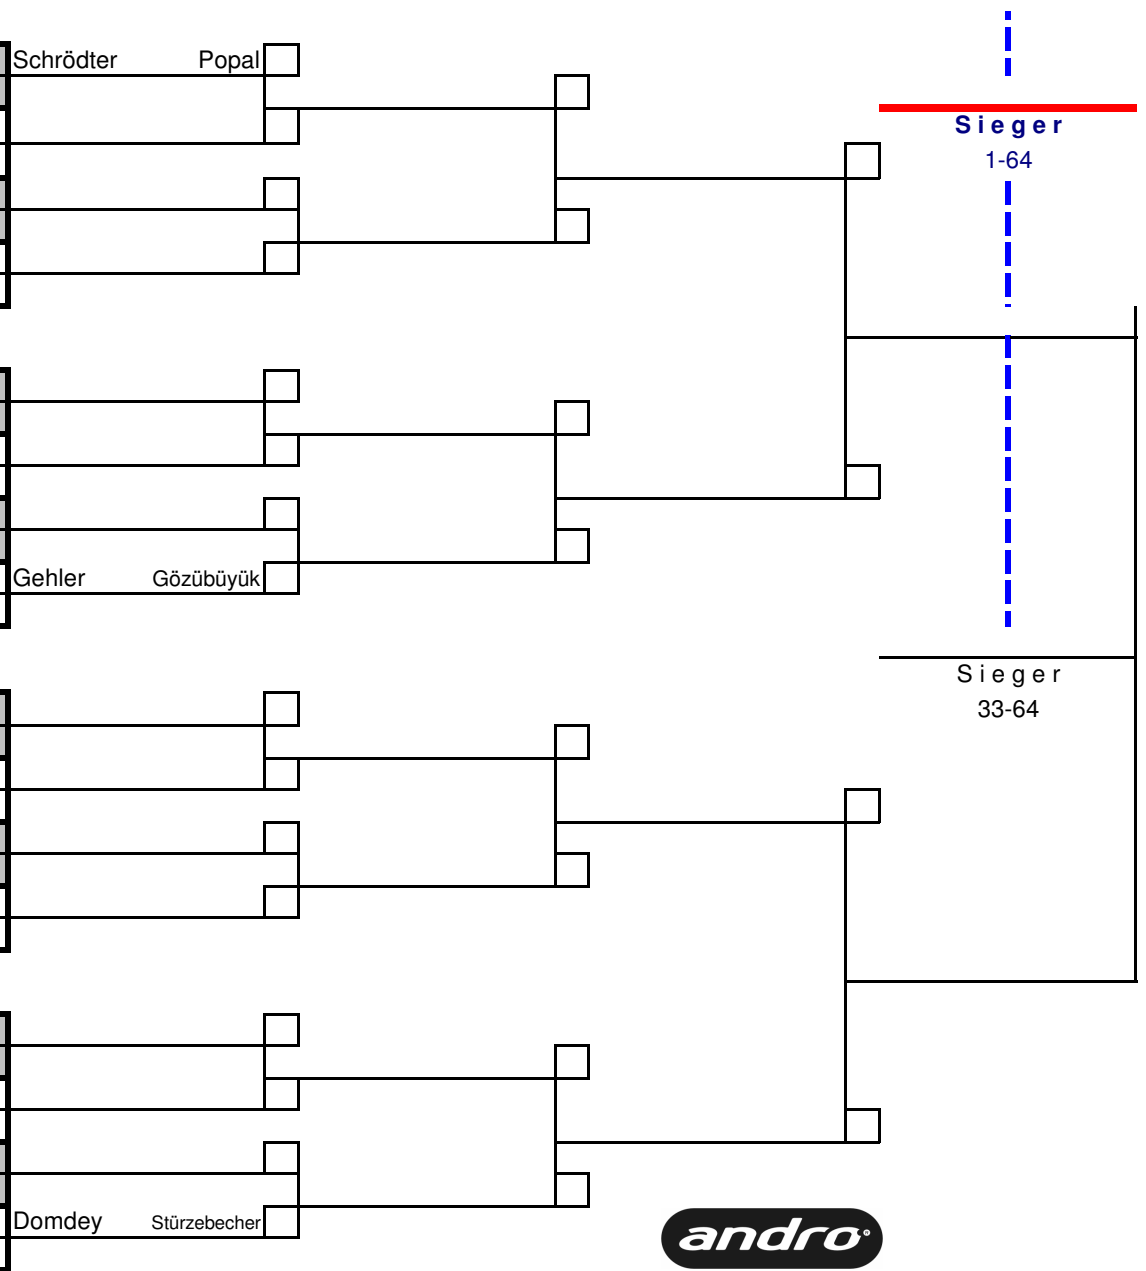 Schrödter Popal
Sieger
1-64
Gehler Gözübüyük
Sieger
33-64
Domdey Stürzebecher
andro®